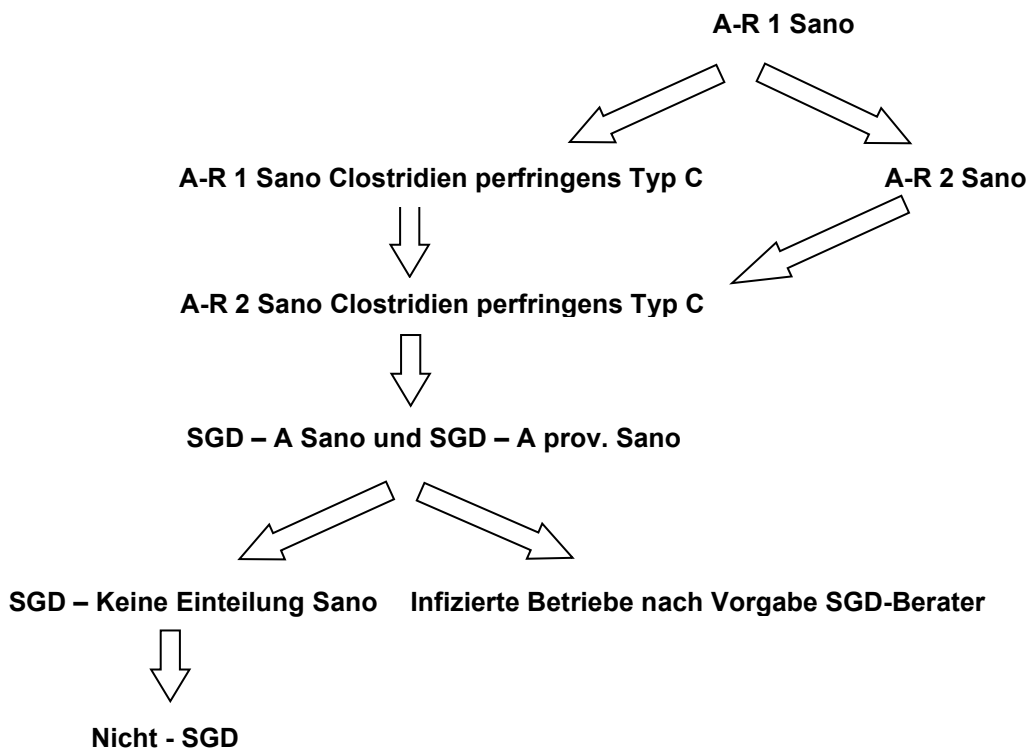 A-R 1 Sano
A-R 1 Sano Clostridien perfringens Typ C
A-R 2 Sano
A-R 2 Sano Clostridien perfringens Typ C
SGD – A Sano und SGD – A prov. Sano
SGD – Keine Einteilung Sano
Infizierte Betriebe nach Vorgabe SGD-Berater
Nicht - SGD